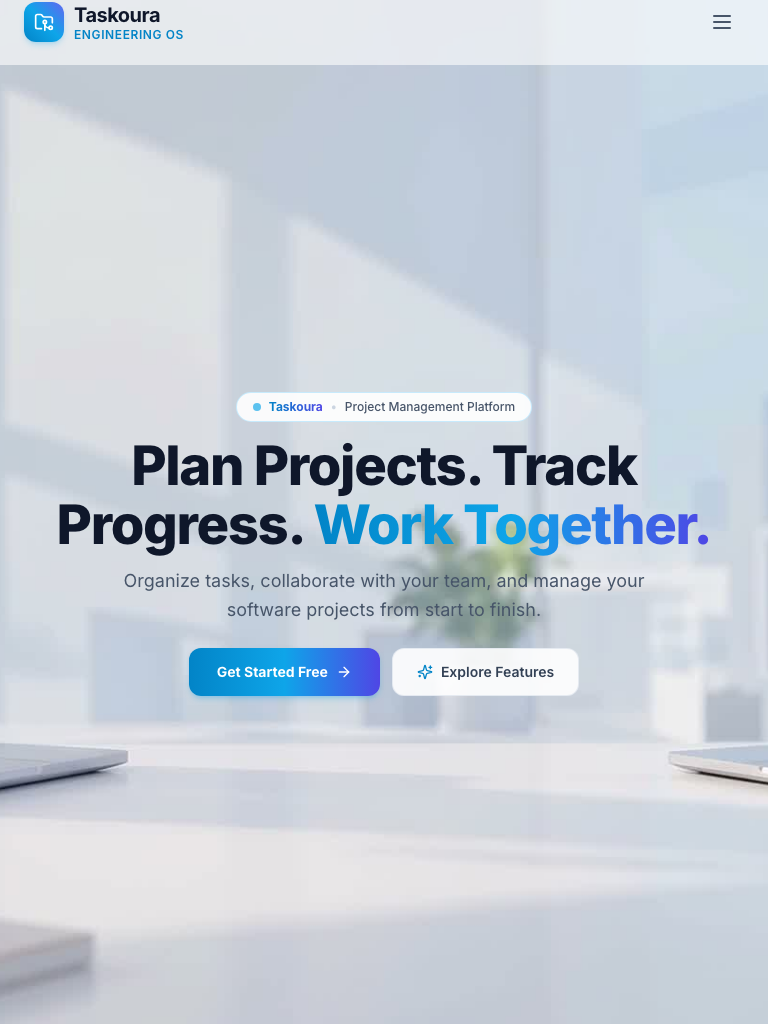 Taskoura
ENGINEERING OS
Taskoura • Project Management Platform
Plan Projects. Track
Progress. Work Together.
Organize tasks, collaborate with your team, and manage your
software projects from start to finish.
Get Started Free →
Explore Features